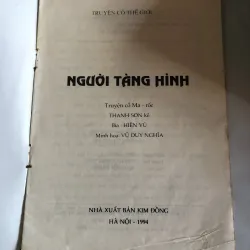 TRUYỆN CỔ THẾ GIỚI
NGƯỜI TÀNG HÌNH
Truyện cổ Ma - rốc
THANH SƠN kể
Bìa: HIỀN VŨ
Minh họa: VŨ DUY NGHĨA
NHÀ XUẤT BẢN KIM ĐỒNG
HÀ NỘI - 1994